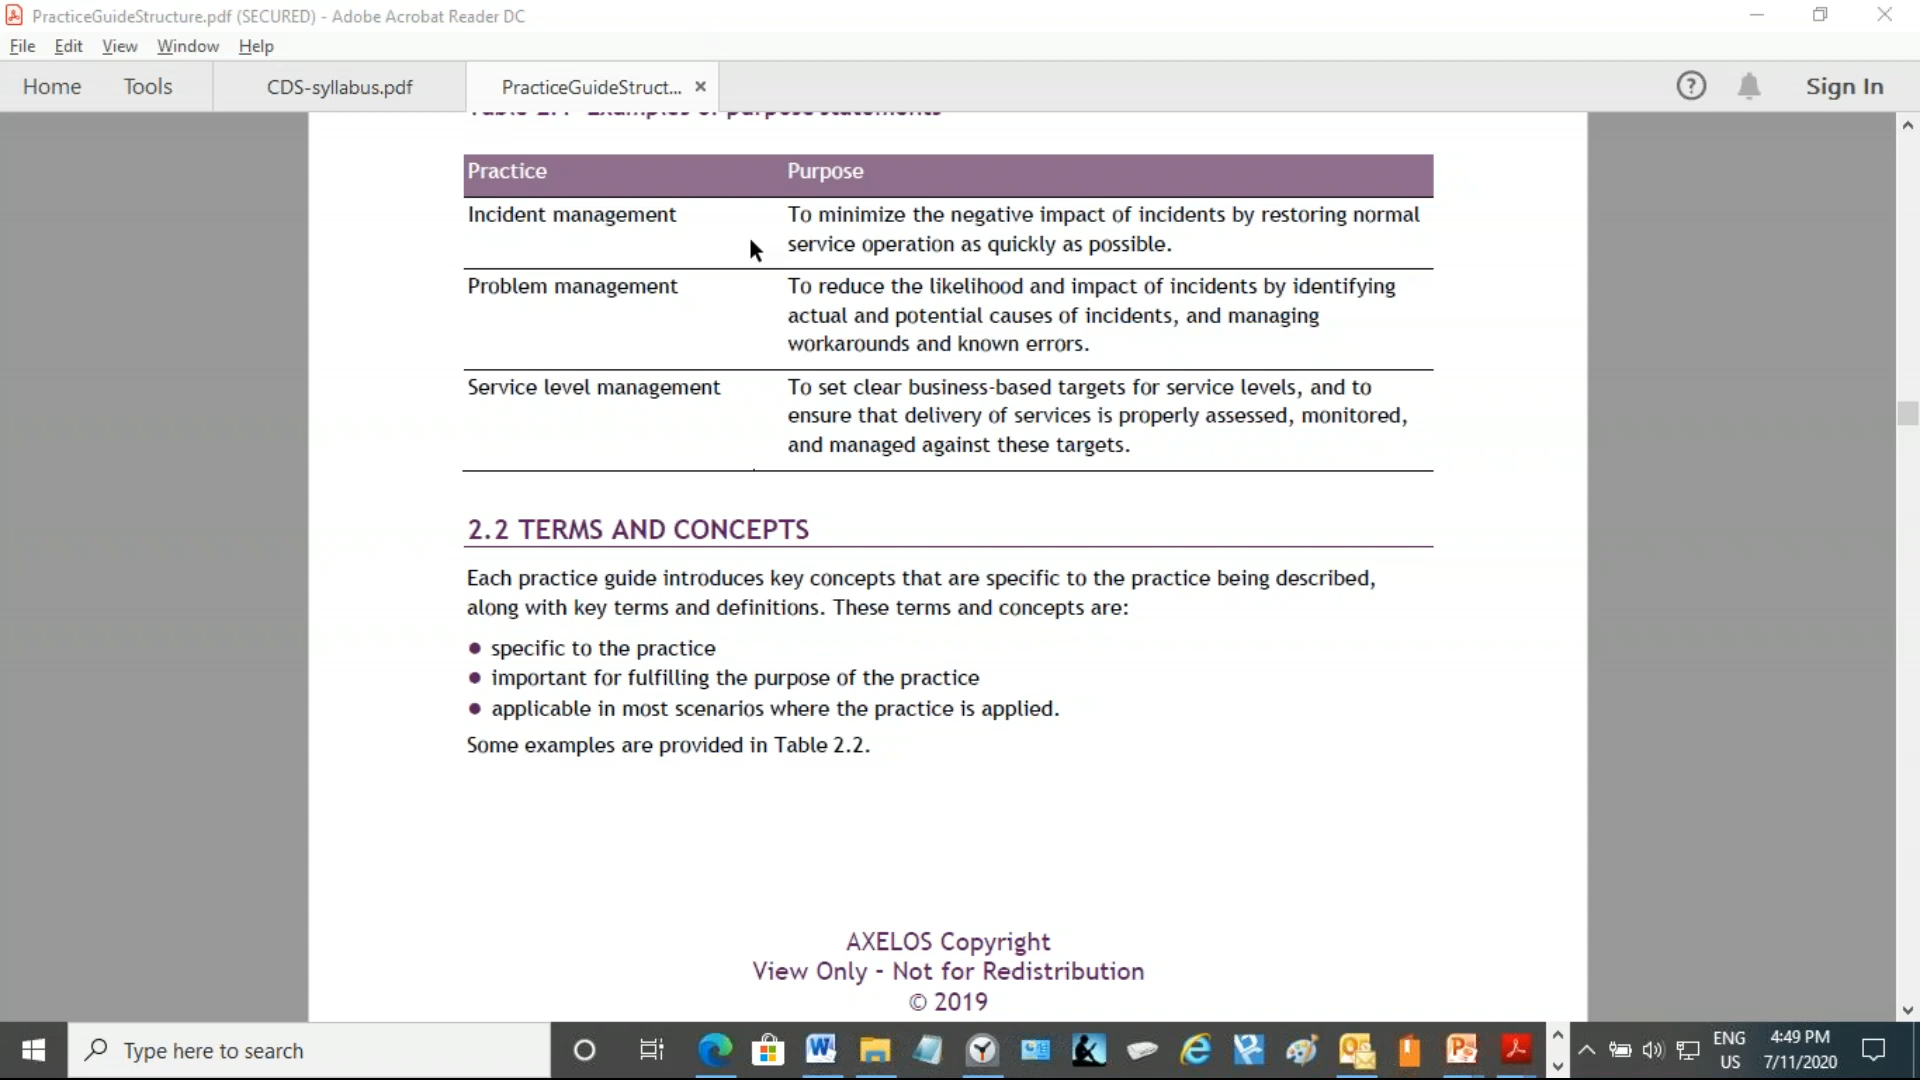 PracticeGuideStructure.pdf (SECURED) - Adobe Acrobat Reader DC
File Edit View Window Help
Home Tools CDS-syllabus.pdf PracticeGuideStruct... × Sign In
Table 2.1 Examples of purpose statements
Practice Purpose
Incident management To minimize the negative impact of incidents by restoring normal
service operation as quickly as possible.
Problem management To reduce the likelihood and impact of incidents by identifying
actual and potential causes of incidents, and managing
workarounds and known errors.
Service level management To set clear business-based targets for service levels, and to
ensure that delivery of services is properly assessed, monitored,
and managed against these targets.
2.2 TERMS AND CONCEPTS
Each practice guide introduces key concepts that are specific to the practice being described,
along with key terms and definitions. These terms and concepts are:
● specific to the practice
● important for fulfilling the purpose of the practice
● applicable in most scenarios where the practice is applied.
Some examples are provided in Table 2.2.
AXELOS Copyright
View Only - Not for Redistribution
© 2019
Type here to search
ENG 4:49 PM
US 7/11/2020